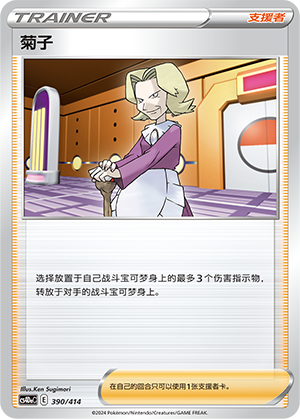 TRAINER
支援者
菊子
选择放置于自己战斗宝可梦身上的最多3个伤害指示物,
转放于对手的战斗宝可梦身上。
Illus.Ken Sugimori
在自己的回合只可以使用1张支援者卡。
CS4DaC E 390/414
©2024 Pokémon/Nintendo/Creatures/GAME FREAK.